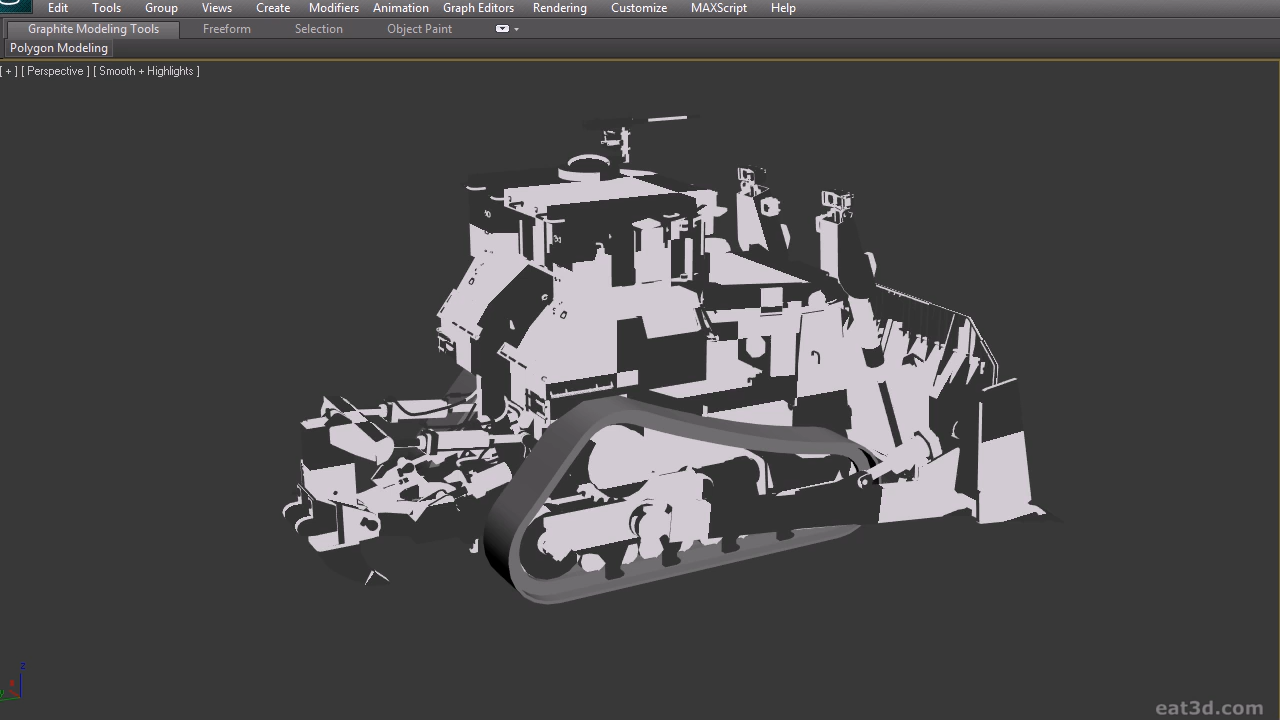 Edit Tools Group Views Create Modifiers Animation Graph Editors Rendering Customize MAXScript Help
Graphite Modeling Tools Freeform Selection Object Paint
Polygon Modeling
[ + ] [ Perspective ] [ Smooth + Highlights ]
z
y
eat3d.com